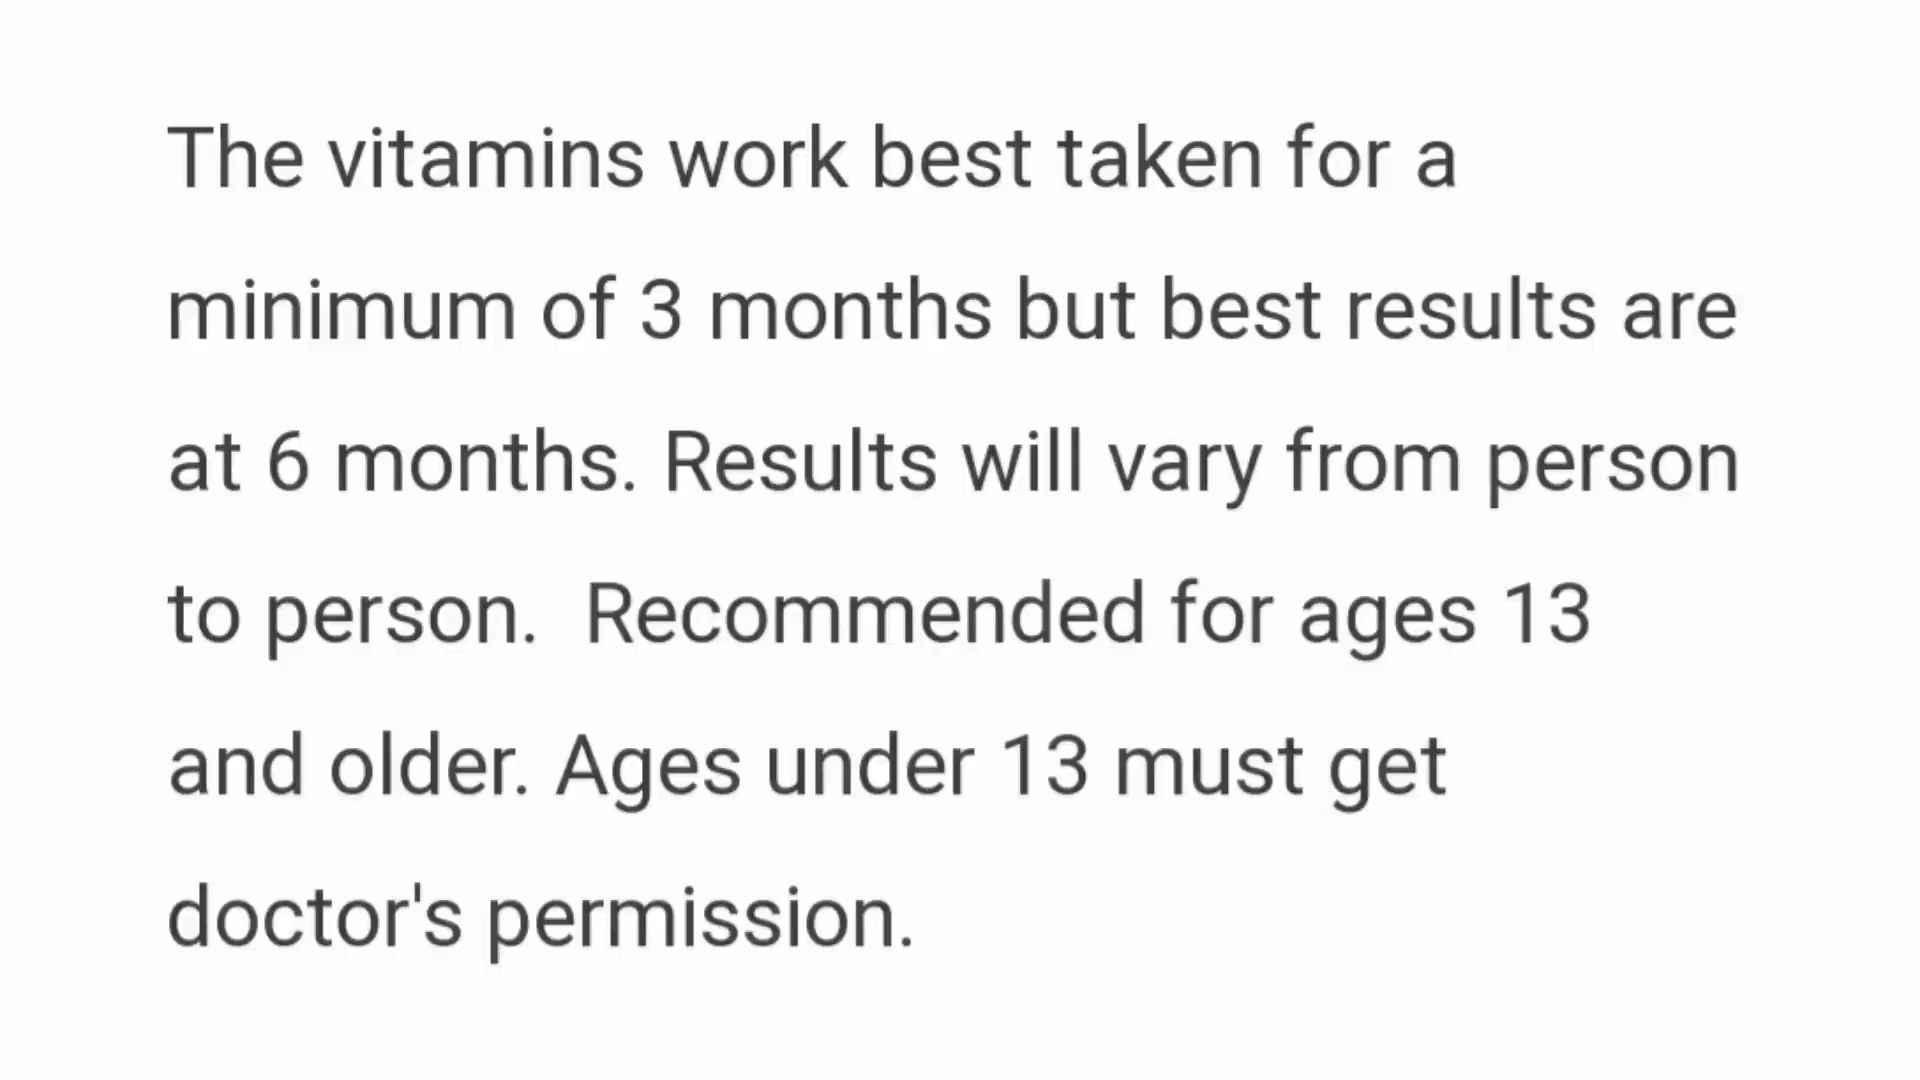 The vitamins work best taken for a
minimum of 3 months but best results are
at 6 months. Results will vary from person
to person.  Recommended for ages 13
and older. Ages under 13 must get
doctor's permission.